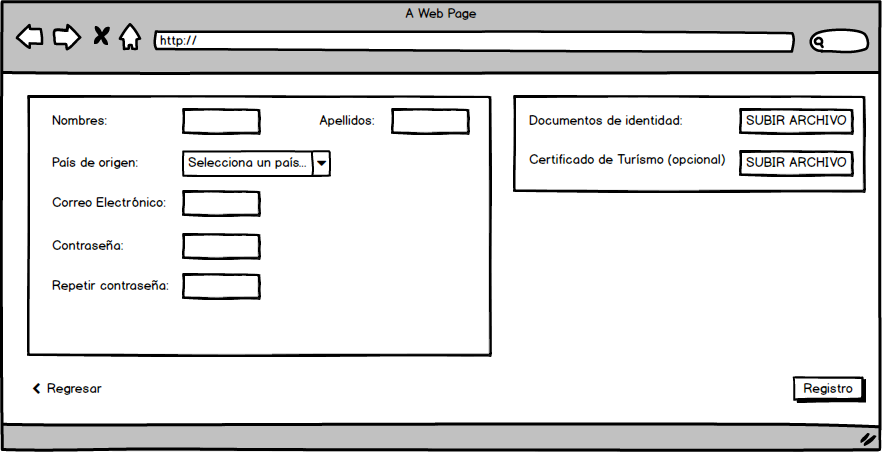 A Web Page
http://
Nombres:
Apellidos:
País de origen:
Selecciona un país...
Correo Electrónico:
Contraseña:
Repetir contraseña:
Documentos de identidad:
SUBIR ARCHIVO
Certificado de Turísmo (opcional)
SUBIR ARCHIVO
Regresar
Registro